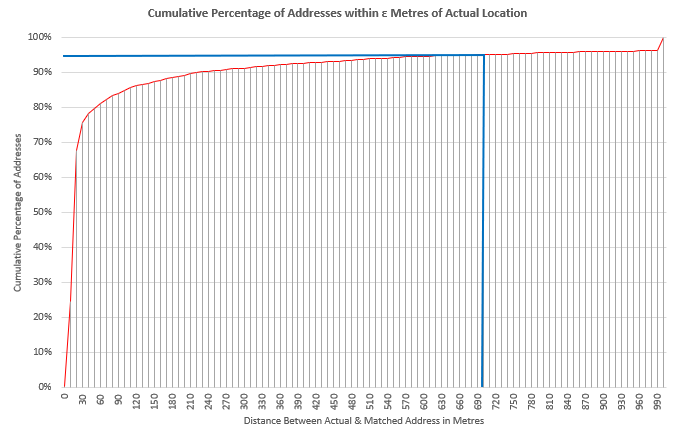 Cumulative Percentage of Addresses within ε Metres of Actual Location
Cumulative Percentage of Addresses
100%
90%
80%
70%
60%
50%
40%
30%
20%
10%
0%
0 30 60 90 120 150 180 210 240 270 300 330 360 390 420 450 480 510 540 570 600 630 660 690 720 750 780 810 840 870 900 930 960 990
Distance Between Actual & Matched Address in Metres